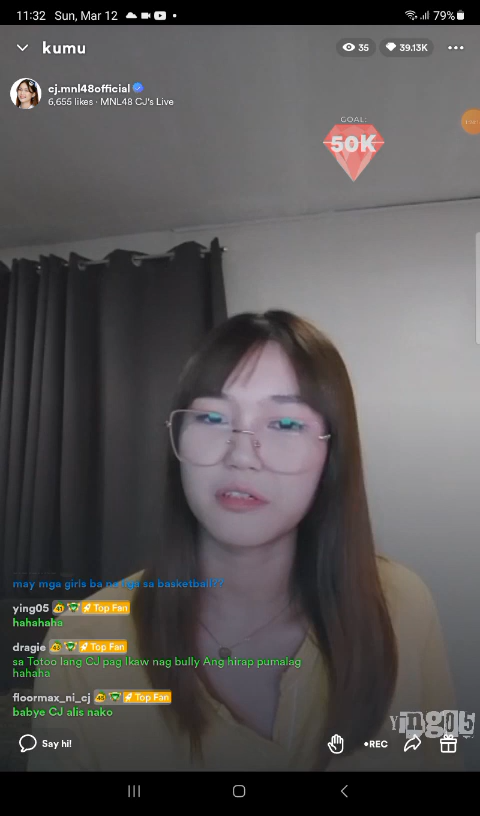 11:32 Sun, Mar 12 79%
kumu 35 39.13K
cj.mnl48official
6,655 likes · MNL48 CJ's Live
GOAL:
50K
may mga girls ba na liga sa basketball??
ying05 41 Top Fan
hahahaha
dragie Top Fan
sa Totoo lang CJ pag Ikaw nag bully Ang hirap pumalag
hahaha
floormax_ni_cj Top Fan
babye CJ alis nako
Ying05
Say hi! •REC